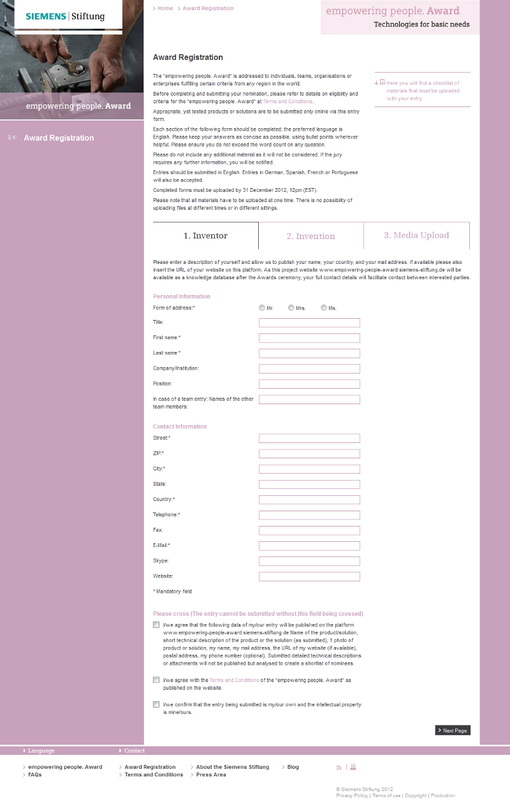 SIEMENS | Stiftung
Home
Award Registration
empowering people. Award
Technologies for basic needs
empowering people. Award
Award Registration
Award Registration
The "empowering people. Award" is addressed to individuals, teams, organisations or
enterprises fulfilling certain criteria from any region in the world.
Before completing and submitting your nomination, please refer to details on eligibility and
criteria for the "empowering people. Award" at Terms and Conditions.
Appropriate, yet tested products or solutions are to be submitted only online via this entry
form.
Each section of the following form should be completed; the preferred language is
English. Please keep your answers as concise as possible, using bullet points wherever
helpful. Please ensure you do not exceed the word count on any question.
Please do not include any additional material as it will not be considered. If the jury
requires any further information, you will be notified.
Entries should be submitted in English. Entries in German, Spanish, French or Portuguese
will also be accepted.
Completed forms must be uploaded by 31 December 2012, 12pm (EST).
Please note that all materials have to be uploaded at one time. There is no possibility of
uploading files at different times or in different sittings.
Here you will find a checklist of
materials that must be uploaded
with your entry.
1. Inventor
2. Invention
3. Media Upload
Please enter a description of yourself and allow us to publish your name, your country, and your mail address. If available please also
insert the URL of your website on this platform. As this project website www.empowering-people-award.siemens-stiftung.de will be
available as a knowledge database after the Awards ceremony, your full contact details will facilitate contact between interested parties.
Personal Information
Form of address:*
Mr.
Mrs.
Ms.
Title:
First name:*
Last name:*
Company/Institution:
Position:
In case of a team entry: Names of the other
team members:
Contact Information
Street:*
ZIP:*
City:*
State:
Country:*
Telephone:*
Fax:
E-Mail:*
Skype:
Website:
* Mandatory field
Please cross (The entry cannot be submitted without this field being crossed)
I/we agree that the following data of my/our entry will be published on the platform
www.empowering-people-award.siemens-stiftung.de Name of the product/solution,
short technical description of the product or the solution (as submitted), 1 photo of
product or solution, my name, my mail address, the URL of my website (if available),
postal address, my phone number (optional). Submitted detailed technical descriptions
or attachments will not be published but analysed to create a shortlist of nominees.
I/we agree with the Terms and Conditions of the "empowering people. Award" as
published on the website.
I/we confirm that the entry being submitted is my/our own and the intellectual property
is mine/ours.
Next Page
Language
Contact
empowering people. Award
Award Registration
About the Siemens Stiftung
Blog
FAQs
Terms and Conditions
Press Area
© Siemens Stiftung 2012
Privacy Policy | Terms of use | Copyright | Production